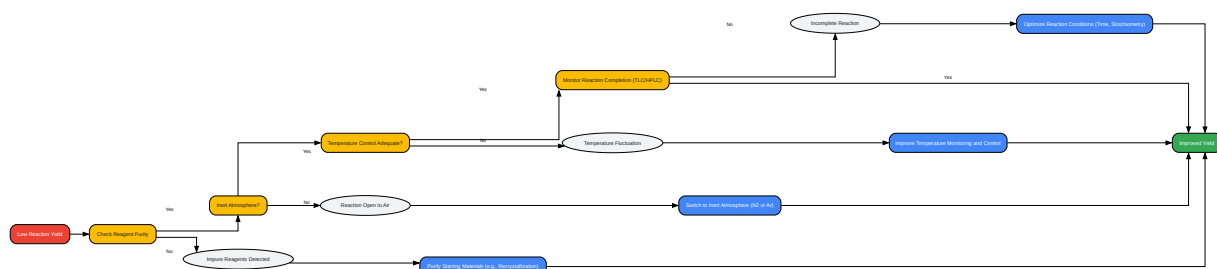 No
Incomplete Reaction
Optimize Reaction Conditions (Time, Stoichiometry)
Monitor Reaction Completion (TLC/HPLC)
Yes
Yes
Temperature Control Adequate?
No
Temperature Fluctuation
Improve Temperature Monitoring and Control
Improved Yield
Yes
Inert Atmosphere?
No
Reaction Open to Air
Switch to Inert Atmosphere (N2 or Ar)
Yes
Low Reaction Yield
Check Reagent Purity
No
Impure Reagents Detected
Purify Starting Materials (e.g., Recrystallization)